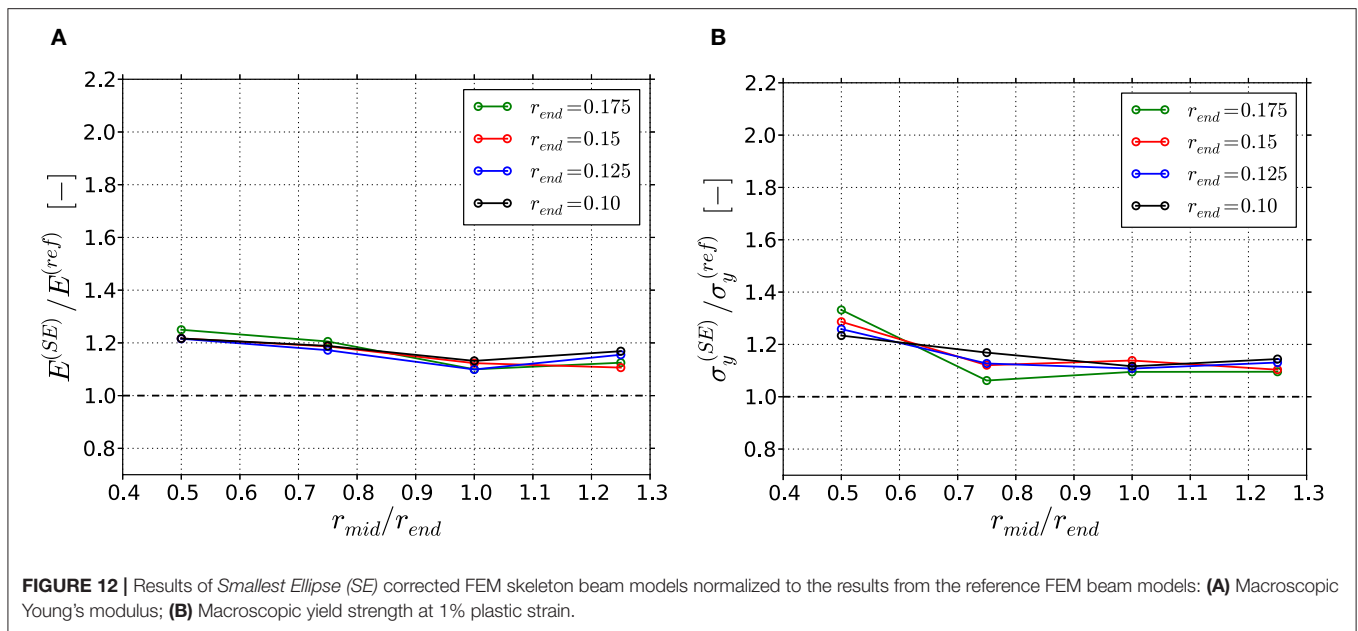 A
2.2
2.0
1.8
1.6
1.4
1.2
1.0
0.8
E^(SE)/E^(ref) [−]
r_end=0.175
r_end=0.15
r_end=0.125
r_end=0.10
0.4 0.5 0.6 0.7 0.8 0.9 1.0 1.1 1.2 1.3
r_mid/r_end
B
2.2
2.0
1.8
1.6
1.4
1.2
1.0
0.8
σ_y^(SE)/σ_y^(ref) [−]
r_end=0.175
r_end=0.15
r_end=0.125
r_end=0.10
0.4 0.5 0.6 0.7 0.8 0.9 1.0 1.1 1.2 1.3
r_mid/r_end
FIGURE 12 | Results of Smallest Ellipse (SE) corrected FEM skeleton beam models normalized to the results from the reference FEM beam models: (A) Macroscopic
Young's modulus; (B) Macroscopic yield strength at 1% plastic strain.